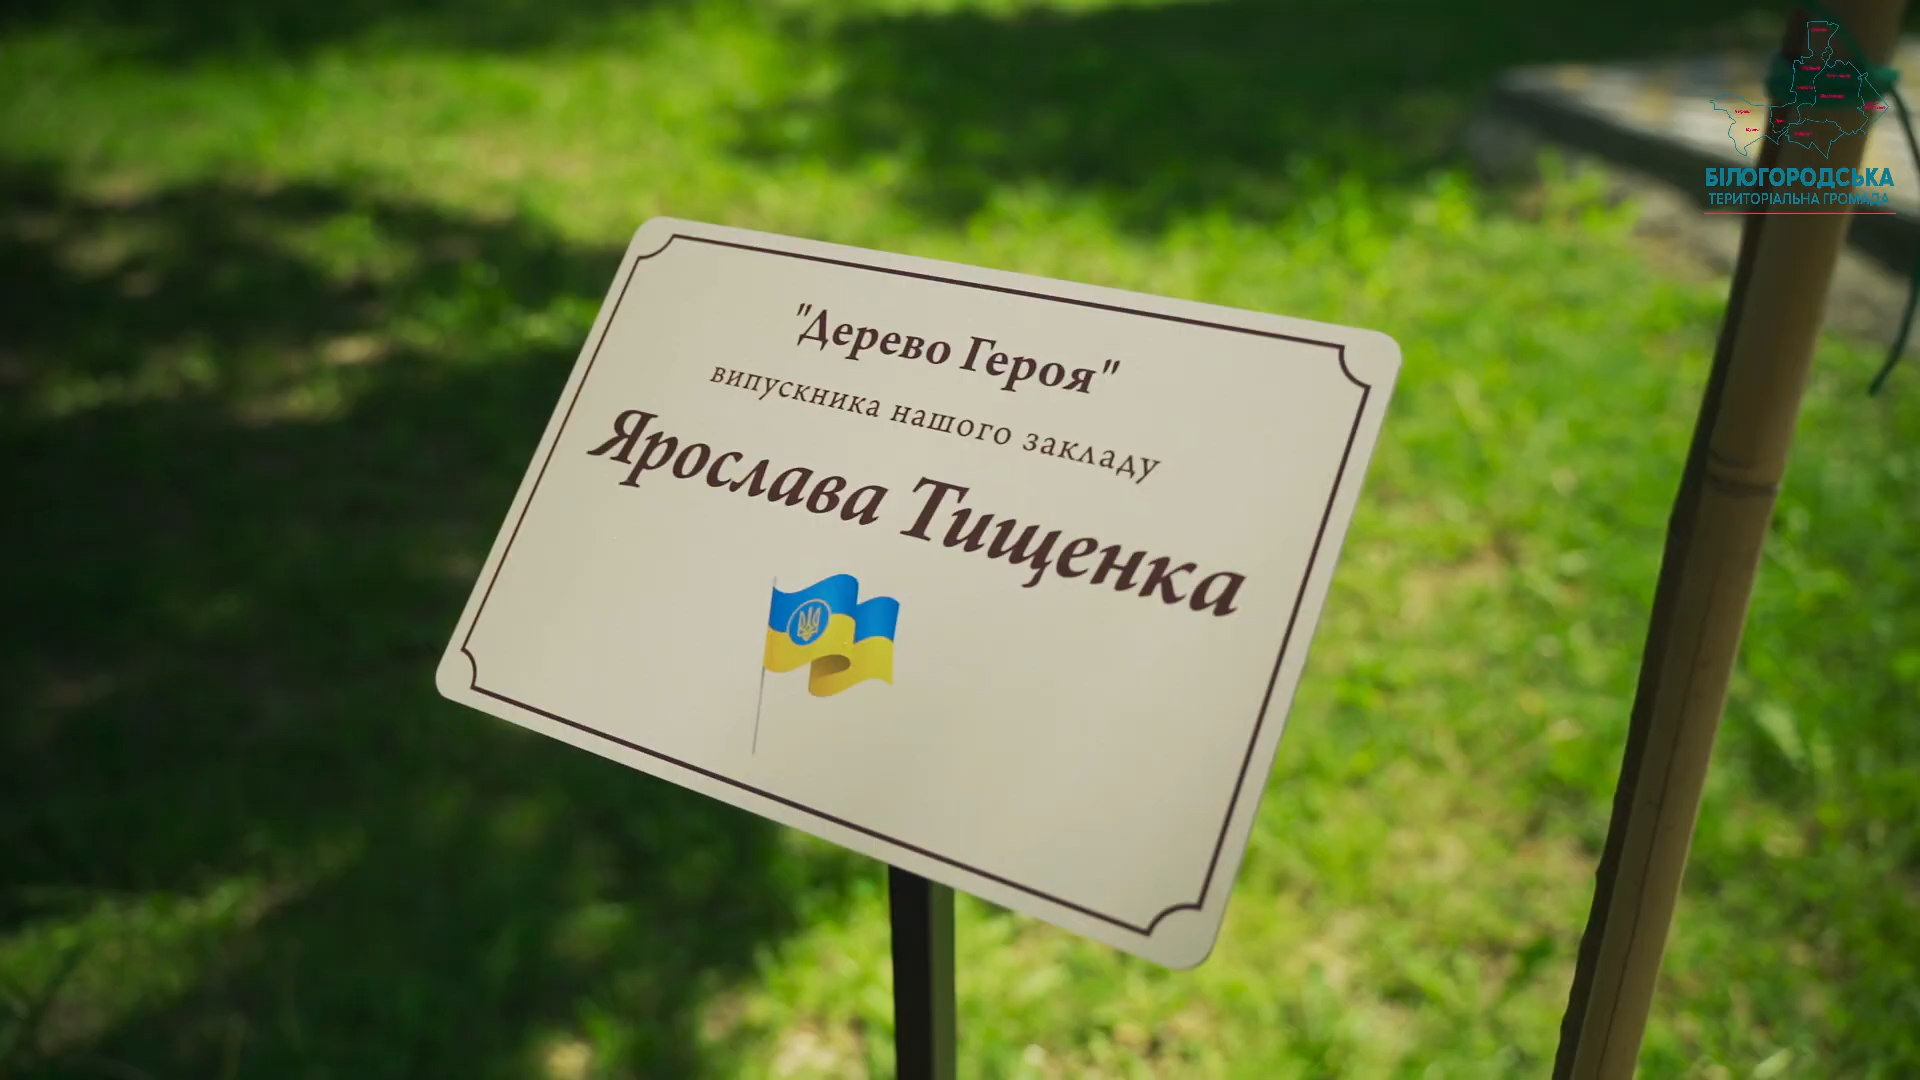 "Дерево Героя"
випускника нашого закладу
Ярослава Тищенка
БІЛОГОРОДСЬКА
ТЕРИТОРІАЛЬНА ГРОМАДА